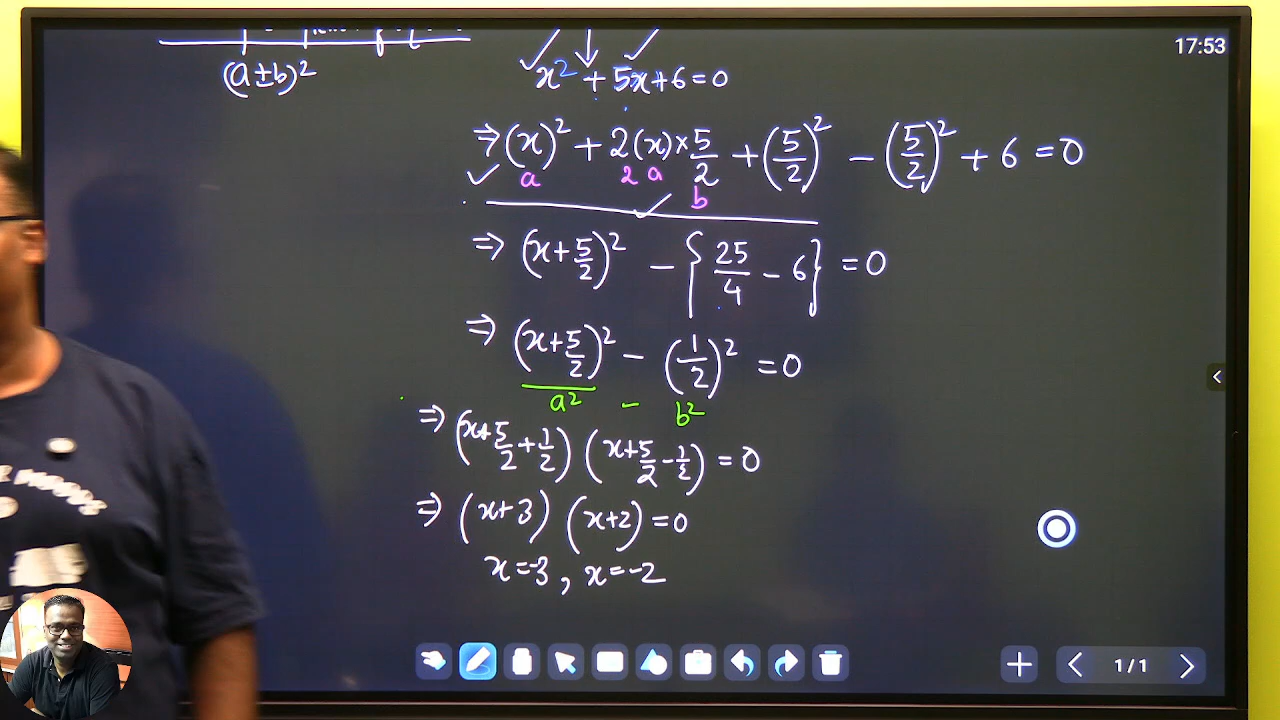 17:53
(a±b)²
x² + 5x+6=0
⇒(x)² + 2(x)×5/2 + (5/2)² − (5/2)² + 6 =0
a 2 a b
⇒ (x+5/2)² − {25/4 − 6} =0
⇒ (x+5/2)² − (1/2)² =0
a² − b²
⇒ (x+5/2+1/2) (x+5/2−1/2) =0
⇒ (x+3) (x+2) =0
x=-3, x=-2
1/1